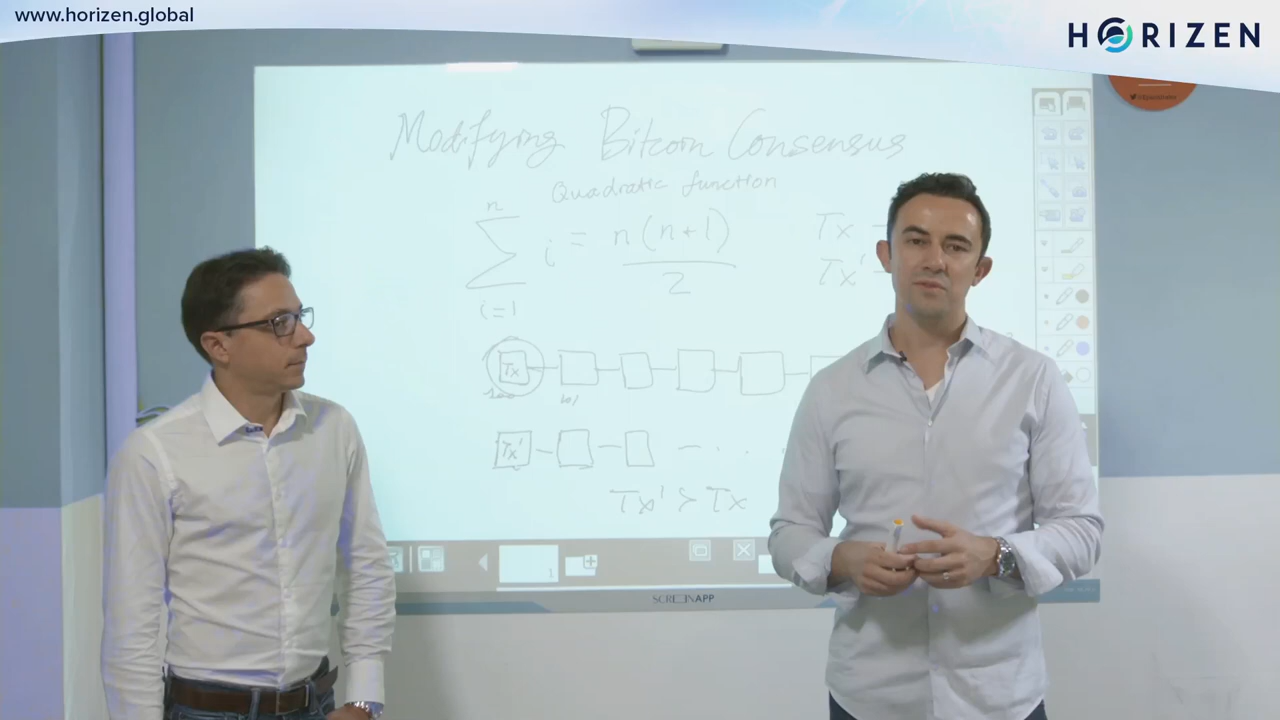 www.horizen.global
HORIZEN
Modifying Bitcoin Consensus
Quadratic function
n
∑ i = n(n+1)
2
i=1
Tx
Tx'
Tx
Tx'
Tx' > Tx
1
SCREENAPP